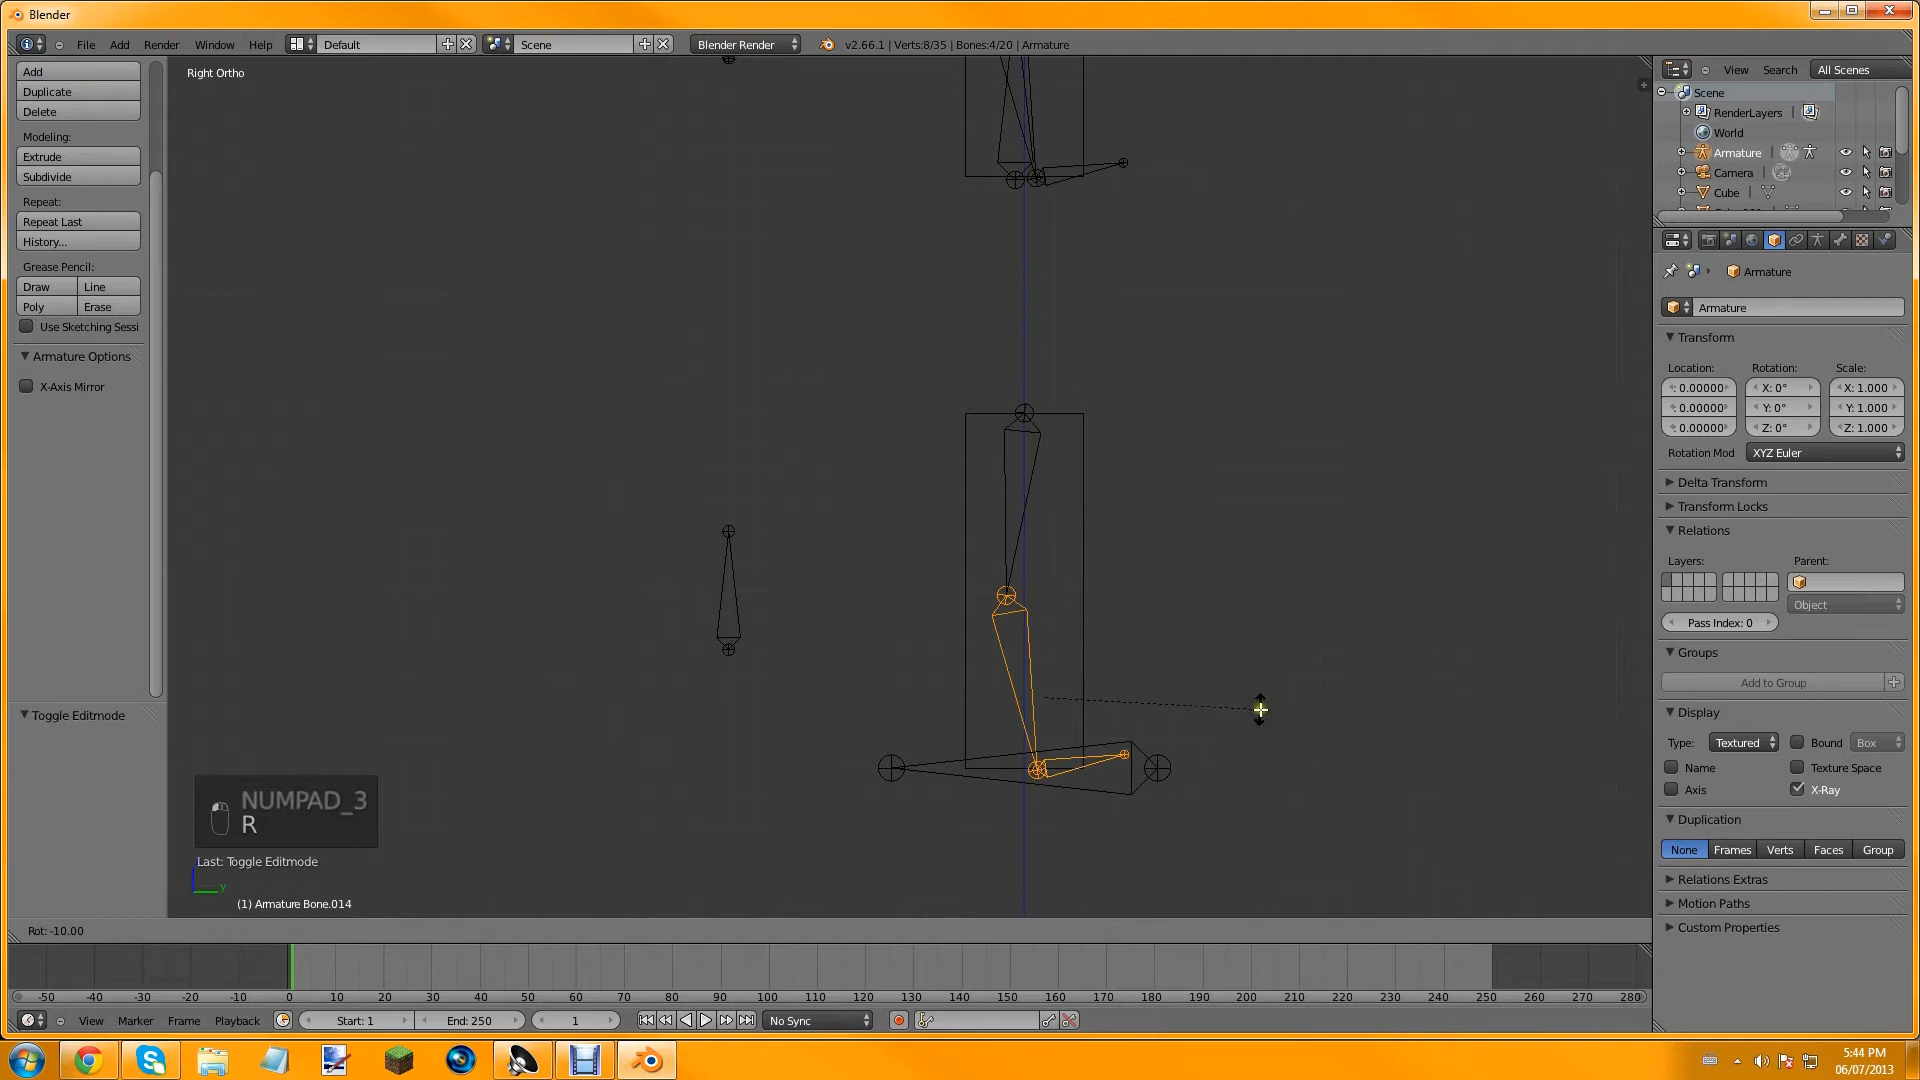 Blender
File Add Render Window Help Default Scene Blender Render v2.66.1 | Verts:8/35 | Bones:4/20 | Armature
Add
Duplicate
Delete
Modeling:
Extrude
Subdivide
Repeat:
Repeat Last
History...
Grease Pencil:
Draw Line
Poly Erase
Use Sketching Sessi
Armature Options
X-Axis Mirror
Toggle Editmode
Right Ortho
NUMPAD_3
R
Last: Toggle Editmode
y
(1) Armature Bone.014
Rot: -10.00
View Search All Scenes
Scene
RenderLayers
World
Armature
Camera
Cube
Armature
Armature
Transform
Location: Rotation: Scale:
: 0.00000 X: 0° X: 1.000
: 0.00000 Y: 0° Y: 1.000
: 0.00000 Z: 0° Z: 1.000
Rotation Mod XYZ Euler
Delta Transform
Transform Locks
Relations
Layers: Parent:
Object
Pass Index: 0
Groups
Add to Group
Display
Type: Textured Bound Box
Name Texture Space
Axis X-Ray
Duplication
None Frames Verts Faces Group
Relations Extras
Motion Paths
Custom Properties
-50 -40 -30 -20 -10 0 10 20 30 40 50 60 70 80 90 100 110 120 130 140 150 160 170 180 190 200 210 220 230 240 250 260 270 280
View Marker Frame Playback Start: 1 End: 250 1 No Sync
5:44 PM
06/07/2013